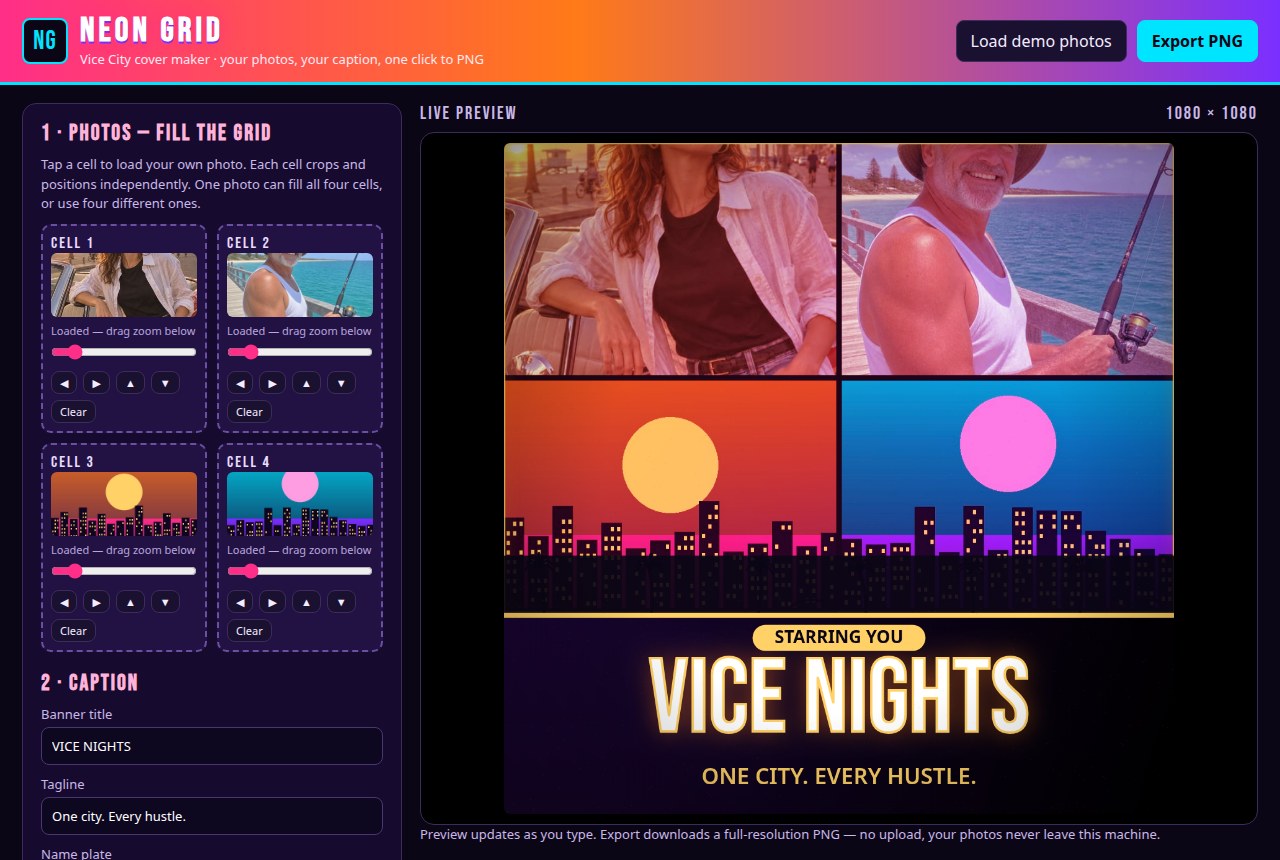 NG
NEON GRID
Vice City cover maker · your photos, your caption, one click to PNG
Load demo photos
Export PNG
1 · PHOTOS — FILL THE GRID
Tap a cell to load your own photo. Each cell crops and
positions independently. One photo can fill all four cells,
or use four different ones.
CELL 1
Loaded — drag zoom below
◀ ▶ ▲ ▼
Clear
CELL 2
Loaded — drag zoom below
◀ ▶ ▲ ▼
Clear
CELL 3
Loaded — drag zoom below
◀ ▶ ▲ ▼
Clear
CELL 4
Loaded — drag zoom below
◀ ▶ ▲ ▼
Clear
2 · CAPTION
Banner title
VICE NIGHTS
Tagline
One city. Every hustle.
Name plate
LIVE PREVIEW
1080 × 1080
STARRING YOU
VICE NIGHTS
ONE CITY. EVERY HUSTLE.
Preview updates as you type. Export downloads a full-resolution PNG — no upload, your photos never leave this machine.